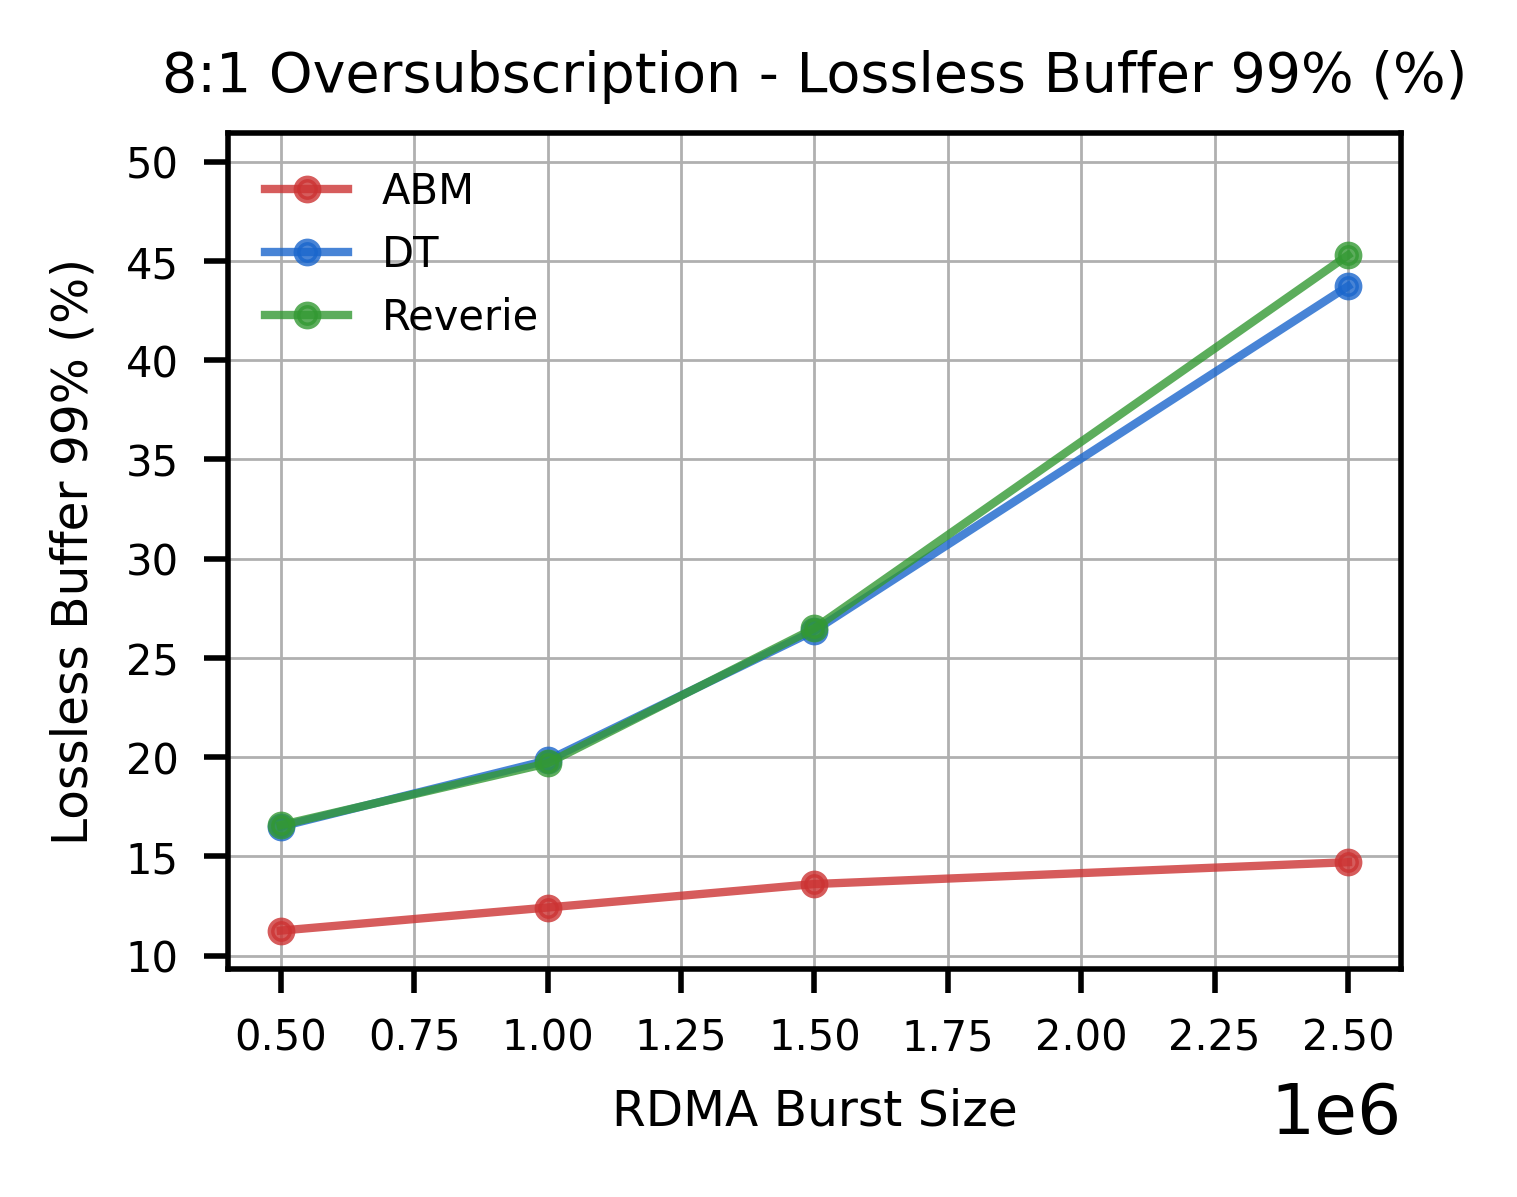 8:1 Oversubscription - Lossless Buffer 99% (%)
Lossless Buffer 99% (%)
50
45
40
35
30
25
20
15
10
ABM
DT
Reverie
0.50 0.75 1.00 1.25 1.50 1.75 2.00 2.25 2.50
RDMA Burst Size
1e6